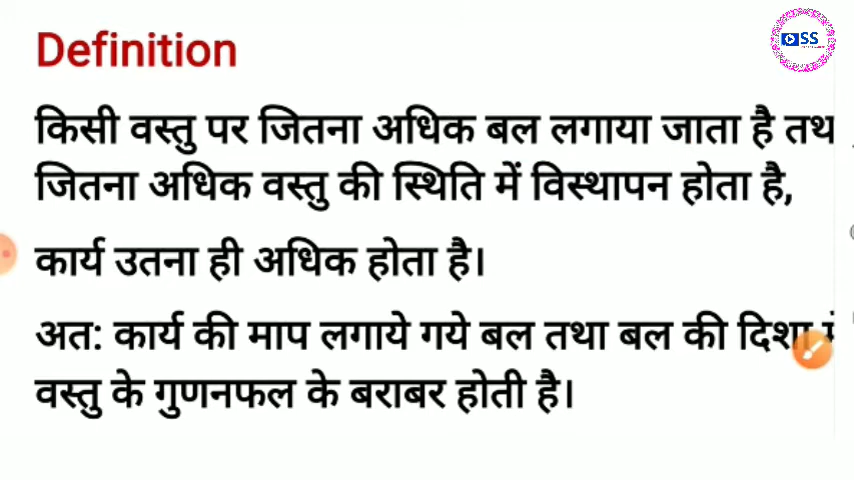 Definition
SS
किसी वस्तु पर जितना अधिक बल लगाया जाता है तथ
जितना अधिक वस्तु की स्थिति में विस्थापन होता है,
कार्य उतना ही अधिक होता है।
अत: कार्य की माप लगाये गये बल तथा बल की दिशा में
वस्तु के गुणनफल के बराबर होती है।